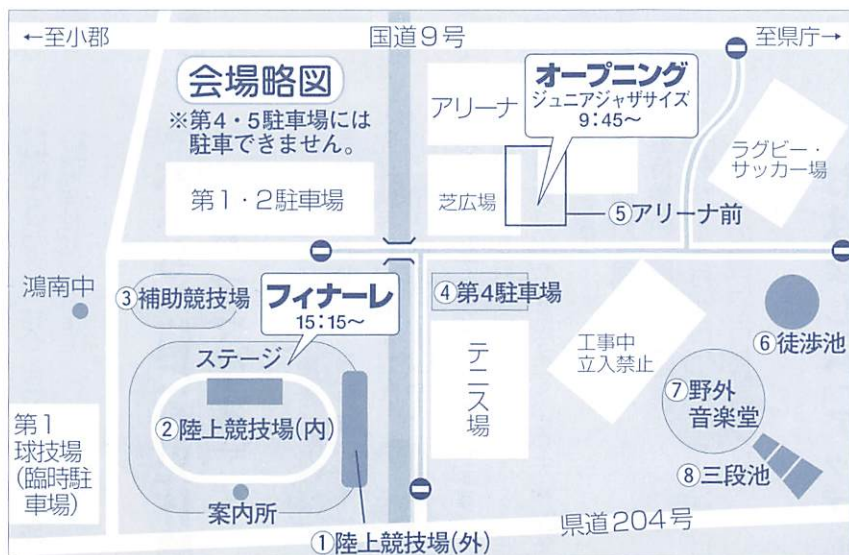 ←至小郡
国道9号
至県庁→
会場略図
※第4・5駐車場には
駐車できません。
オープニング
ジュニアジャザサイズ
9:45〜
アリーナ
ラグビー・
サッカー場
第1・2駐車場
芝広場
⑤アリーナ前
鴻南中
③補助競技場
フィナーレ
15:15〜
④第4駐車場
ステージ
テニス場
工事中
立入禁止
⑥徒渉池
②陸上競技場(内)
⑦野外
音楽堂
第1
球技場
(臨時駐
車場)
案内所
⑧三段池
①陸上競技場(外)
県道204号